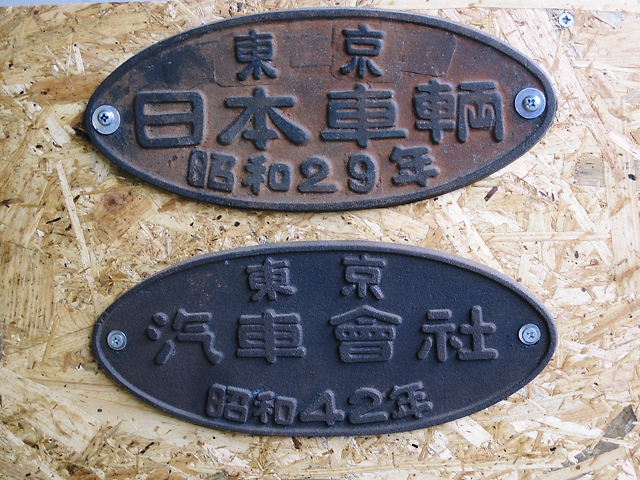 東京
日本車輌
昭和29年
東京
汽車會社
昭和42年